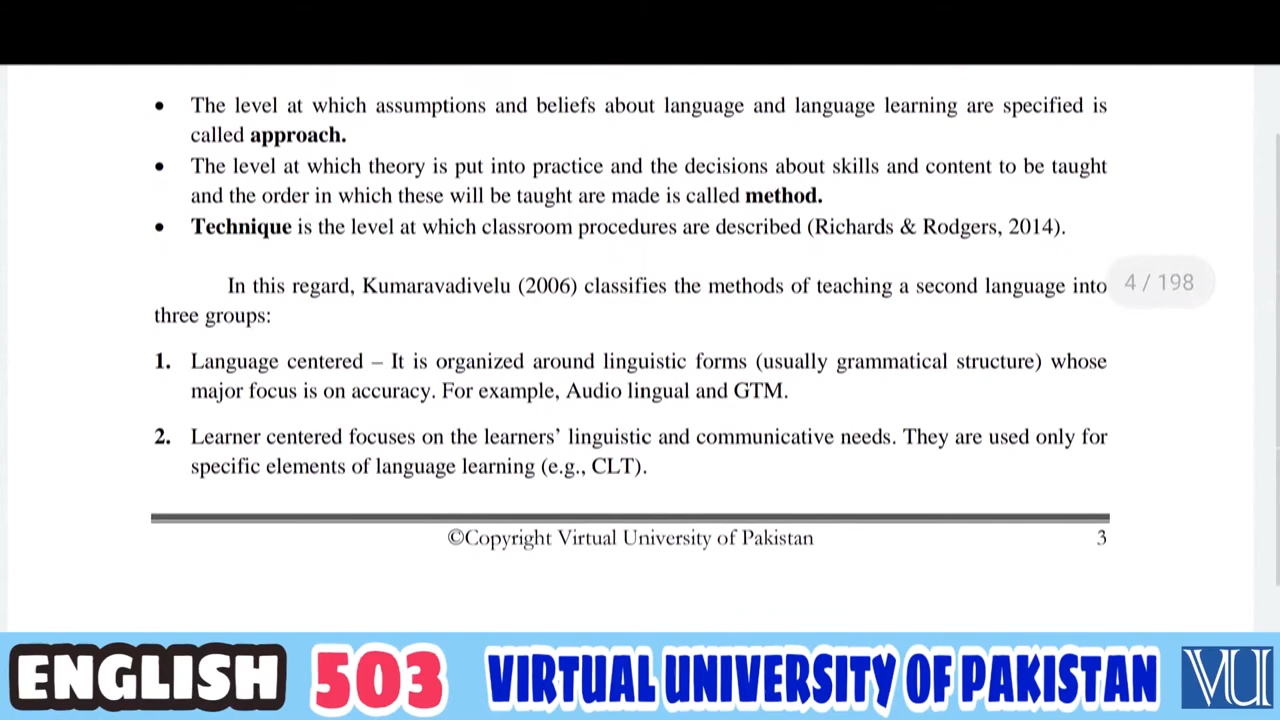 • The level at which assumptions and beliefs about language and language learning are specified is
called approach.
• The level at which theory is put into practice and the decisions about skills and content to be taught
and the order in which these will be taught are made is called method.
• Technique is the level at which classroom procedures are described (Richards & Rodgers, 2014).
In this regard, Kumaravadivelu (2006) classifies the methods of teaching a second language into
4 / 198
three groups:
1. Language centered – It is organized around linguistic forms (usually grammatical structure) whose
major focus is on accuracy. For example, Audio lingual and GTM.
2. Learner centered focuses on the learners’ linguistic and communicative needs. They are used only for
specific elements of language learning (e.g., CLT).
©Copyright Virtual University of Pakistan 3
ENGLISH 503 VIRTUAL UNIVERSITY OF PAKISTAN VU